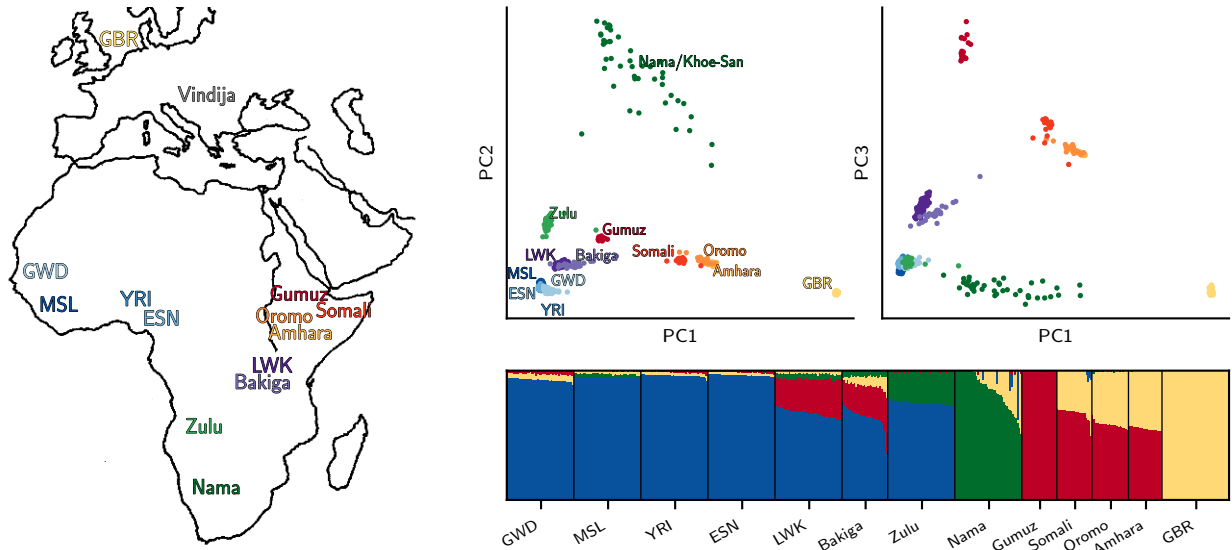 GBR
Vindija
GWD
MSL
YRI
ESN
Gumuz
Somali
Oromo
Amhara
LWK
Bakiga
Zulu
Nama
PC2
Nama/Khoe-San
Zulu
Gumuz
LWK
Bakiga
Somali
Oromo
Amhara
MSL
GWD
ESN
YRI
GBR
PC1
PC3
PC1
GWD
MSL
YRI
ESN
LWK
Bakiga
Zulu
Nama
Gumuz
Somali
Oromo
Amhara
GBR